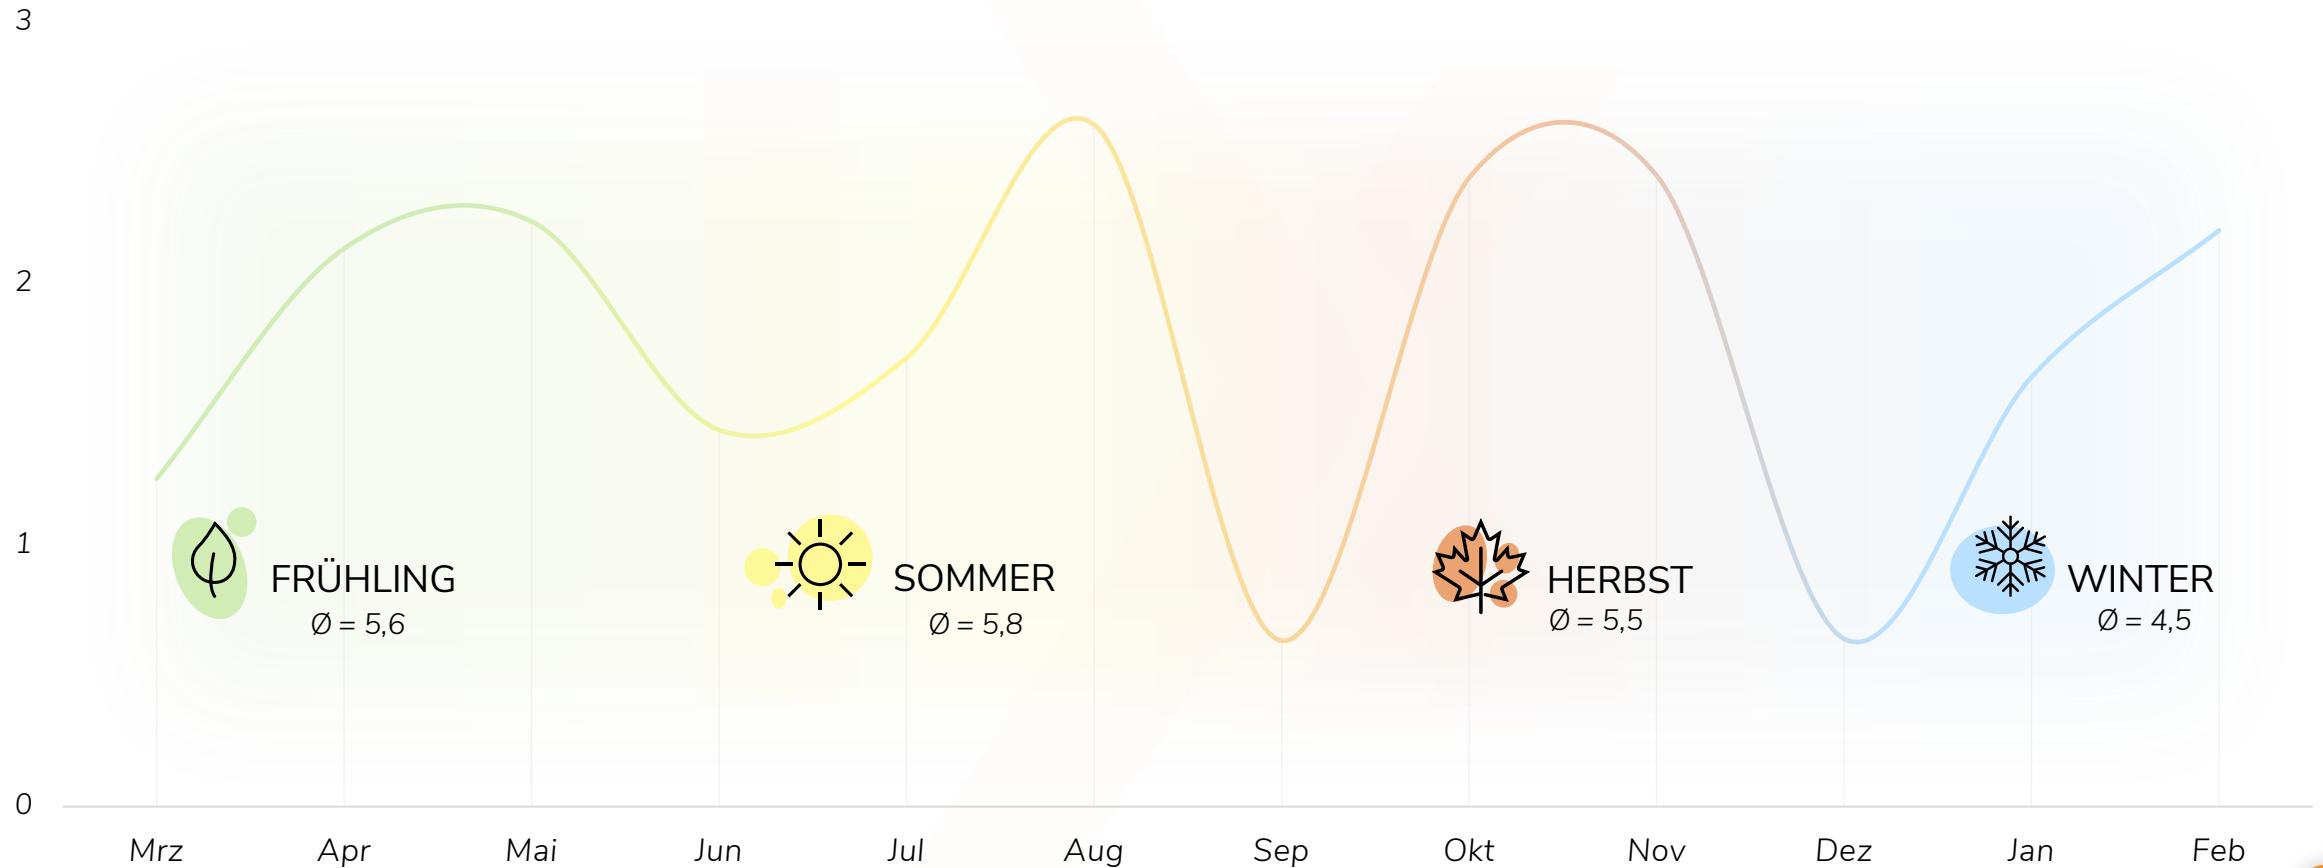 3
2
1
0
FRÜHLING
Ø = 5,6
SOMMER
Ø = 5,8
HERBST
Ø = 5,5
WINTER
Ø = 4,5
Mrz Apr Mai Jun Jul Aug Sep Okt Nov Dez Jan Feb